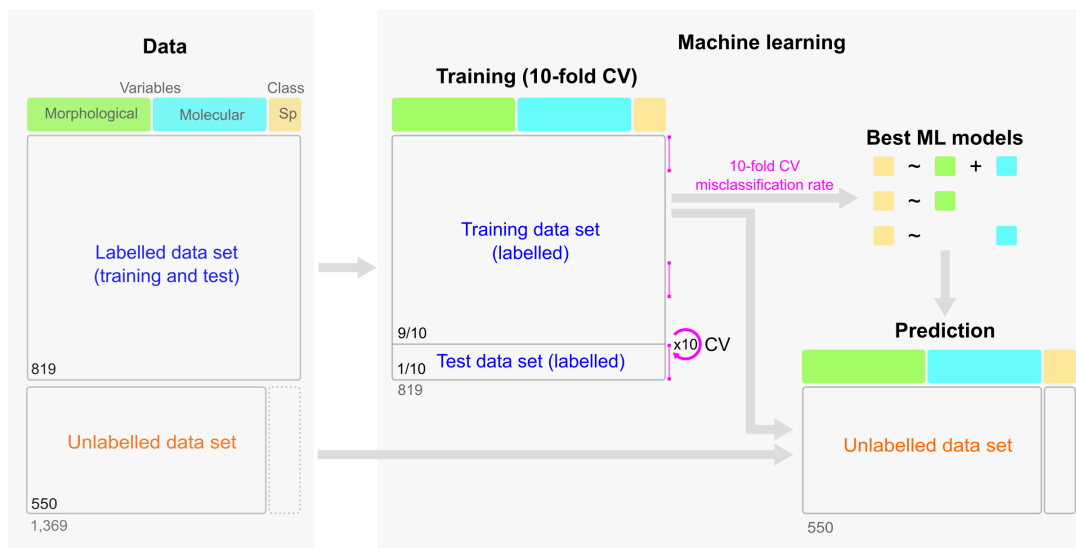 Data
Variables
Class
Morphological
Molecular
Sp
Labelled data set
(training and test)
819
Unlabelled data set
550
1,369
Machine learning
Training (10-fold CV)
Training data set
(labelled)
9/10
Test data set (labelled)
1/10
819
x10
CV
10-fold CV
misclassification rate
Best ML models
~ +
~
~
Prediction
Unlabelled data set
550